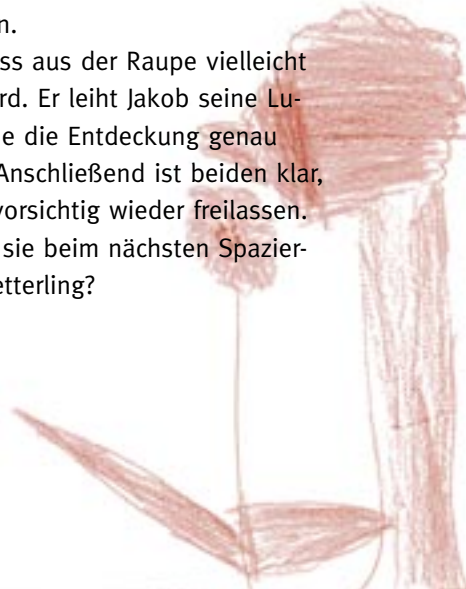 n.
ss aus der Raupe vielleicht
rd. Er leiht Jakob seine Lu-
e die Entdeckung genau
Anschließend ist beiden klar,
vorsichtig wieder freilassen.
sie beim nächsten Spazier-
etterling?